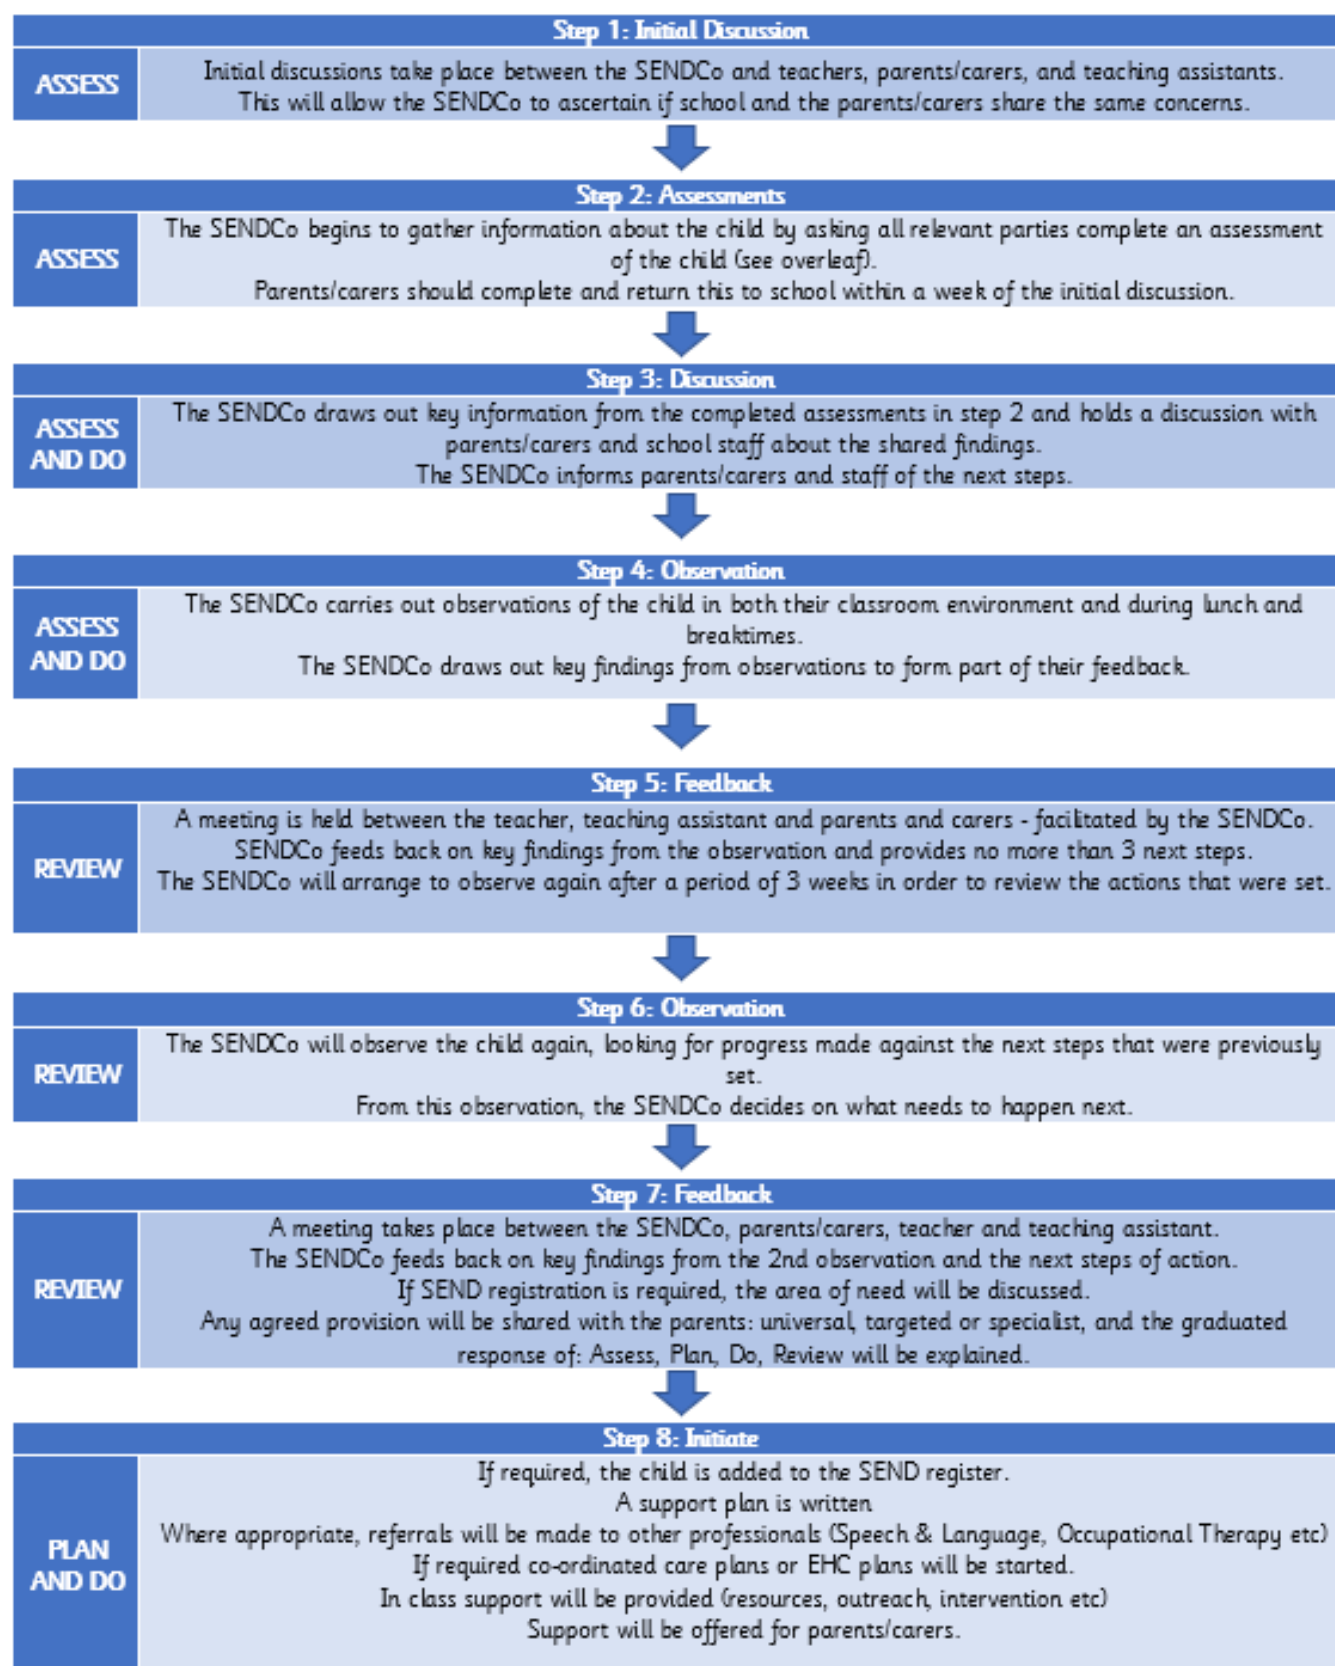 Step 1: Initial Discussion
ASSESS
Initial discussions take place between the SENDCo and teachers, parents/carers, and teaching assistants.
This will allow the SENDCo to ascertain if school and the parents/carers share the same concerns.
Step 2: Assessments
ASSESS
The SENDCo begins to gather information about the child by asking all relevant parties complete an assessment
of the child (see overleaf).
Parents/carers should complete and return this to school within a week of the initial discussion.
Step 3: Discussion
ASSESS
AND DO
The SENDCo draws out key information from the completed assessments in step 2 and holds a discussion with
parents/carers and school staff about the shared findings.
The SENDCo informs parents/carers and staff of the next steps.
Step 4: Observation
ASSESS
AND DO
The SENDCo carries out observations of the child in both their classroom environment and during lunch and
breaktimes.
The SENDCo draws out key findings from observations to form part of their feedback.
Step 5: Feedback
REVIEW
A meeting is held between the teacher, teaching assistant and parents and carers - facilitated by the SENDCo.
SENDCo feeds back on key findings from the observation and provides no more than 3 next steps.
The SENDCo will arrange to observe again after a period of 3 weeks in order to review the actions that were set.
Step 6: Observation
REVIEW
The SENDCo will observe the child again, looking for progress made against the next steps that were previously
set.
From this observation, the SENDCo decides on what needs to happen next.
Step 7: Feedback
REVIEW
A meeting takes place between the SENDCo, parents/carers, teacher and teaching assistant.
The SENDCo feeds back on key findings from the 2nd observation and the next steps of action.
If SEND registration is required, the area of need will be discussed.
Any agreed provision will be shared with the parents: universal, targeted or specialist, and the graduated
response of: Assess, Plan, Do, Review will be explained.
Step 8: Initiate
PLAN
AND DO
If required, the child is added to the SEND register.
A support plan is written
Where appropriate, referrals will be made to other professionals (Speech & Language, Occupational Therapy etc)
If required co-ordinated care plans or EHC plans will be started.
In class support will be provided (resources, outreach, intervention etc)
Support will be offered for parents/carers.